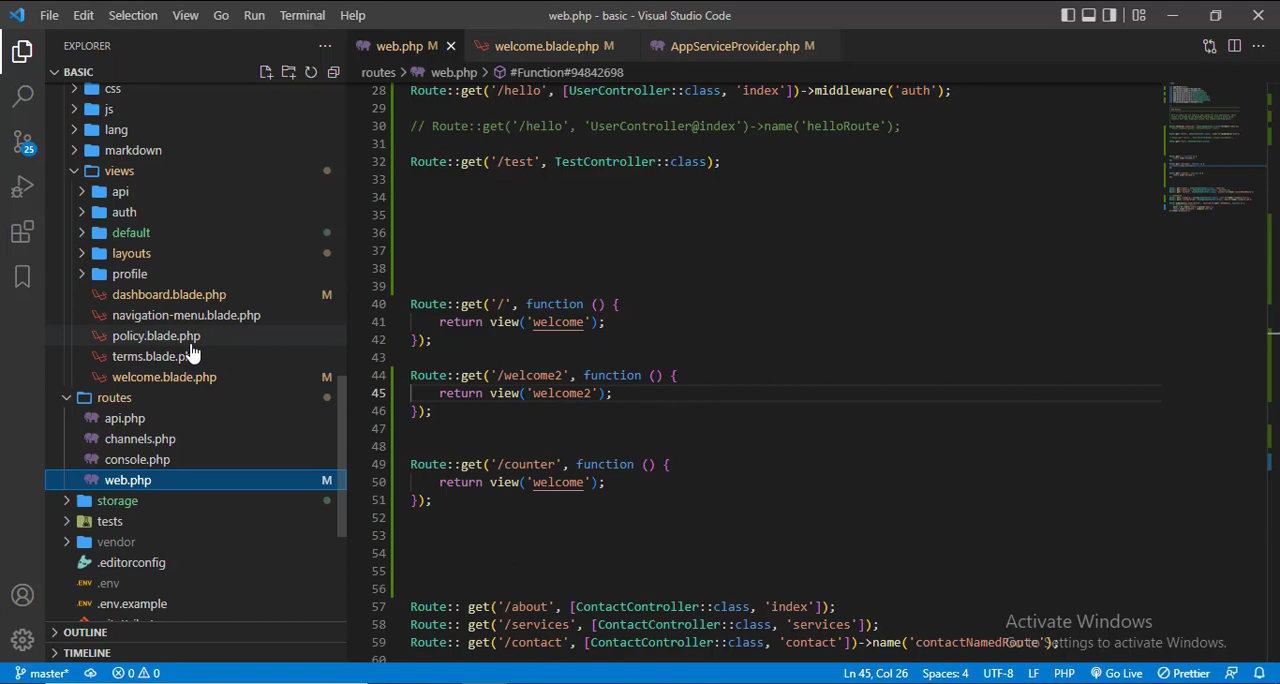 File Edit Selection View Go Run Terminal Help
web.php - basic - Visual Studio Code
EXPLORER
web.php M
welcome.blade.php M
AppServiceProvider.php M
BASIC
routes > web.php > #Function#94842698
css
js
lang
markdown
views
api
auth
default
layouts
profile
dashboard.blade.php M
navigation-menu.blade.php
policy.blade.php
terms.blade.
welcome.blade.php M
routes
api.php
channels.php
console.php
web.php M
storage
tests
vendor
.editorconfig
.ENV .env
.ENV .env.example
OUTLINE
TIMELINE
25
28 Route::get('/hello', [UserController::class, 'index'])->middleware('auth');
29
30 // Route::get('/hello', 'UserController@index')->name('helloRoute');
31
32 Route::get('/test', TestController::class);
33
34
35
36
37
38
39
40 Route::get('/', function () {
41 return view('welcome');
42 });
43
44 Route::get('/welcome2', function () {
45 return view('welcome2');
46 });
47
48
49 Route::get('/counter', function () {
50 return view('welcome');
51 });
52
53
54
55
56
57 Route:: get('/about', [ContactController::class, 'index']);
58 Route:: get('/services', [ContactController::class, 'services']);
59 Route:: get('/contact', [ContactController::class, 'contact'])->name('contactNamedRoute');
60
Activate Windows
Go to Settings to activate Windows.
master* 0 0
Ln 45, Col 26 Spaces: 4 UTF-8 LF PHP Go Live Prettier